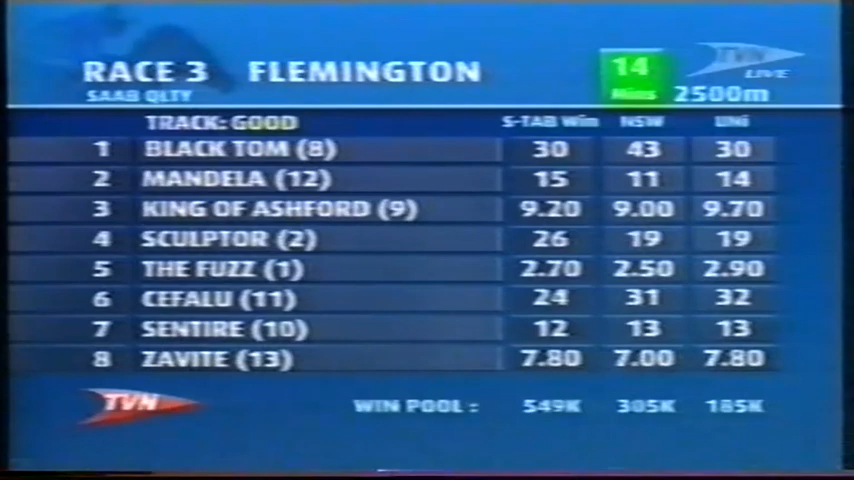 RACE 3 FLEMINGTON 14 TVN
SAAB QLTY Mins 2500m LIVE
TRACK: GOOD S-TAB Win NSW UNi
1 BLACK TOM (8) 30 43 30
2 MANDELA (12) 15 11 14
3 KING OF ASHFORD (9) 9.20 9.00 9.70
4 SCULPTOR (2) 26 19 19
5 THE FUZZ (1) 2.70 2.50 2.90
6 CEFALU (11) 24 31 32
7 SENTIRE (10) 12 13 13
8 ZAVITE (13) 7.80 7.00 7.80
TVN WIN POOL : 549K 305K 185K